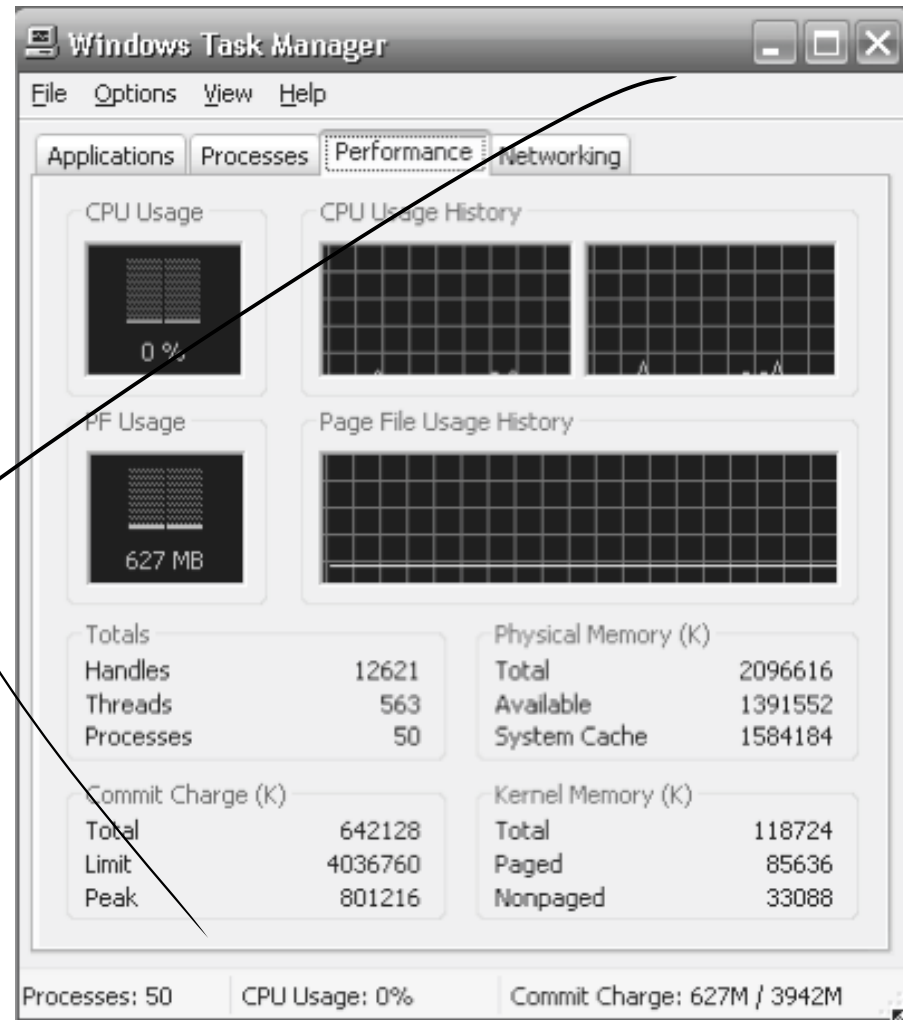 Windows Task Manager
File Options View Help
Applications Processes Performance Networking
CPU Usage CPU Usage History
0 %
PF Usage Page File Usage History
627 MB
Totals Physical Memory (K)
Handles 12621 Total 2096616
Threads 563 Available 1391552
Processes 50 System Cache 1584184
Commit Charge (K) Kernel Memory (K)
Total 642128 Total 118724
Limit 4036760 Paged 85636
Peak 801216 Nonpaged 33088
Processes: 50 CPU Usage: 0% Commit Charge: 627M / 3942M